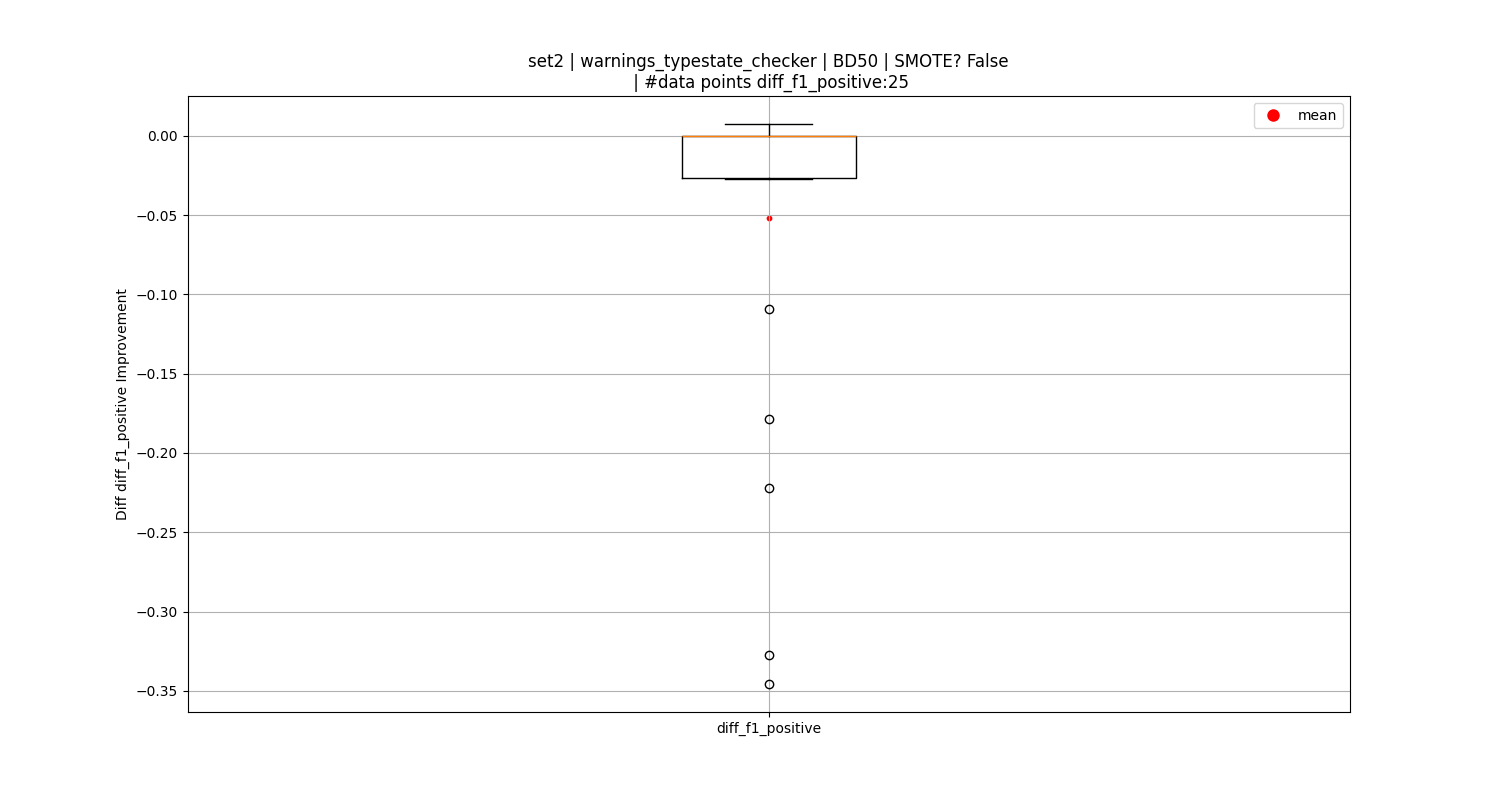 set2 | warnings_typestate_checker | BD50 | SMOTE? False
| #data points diff_f1_positive:25
mean
0.00
−0.05
−0.10
−0.15
−0.20
−0.25
−0.30
−0.35
Diff diff_f1_positive Improvement
diff_f1_positive